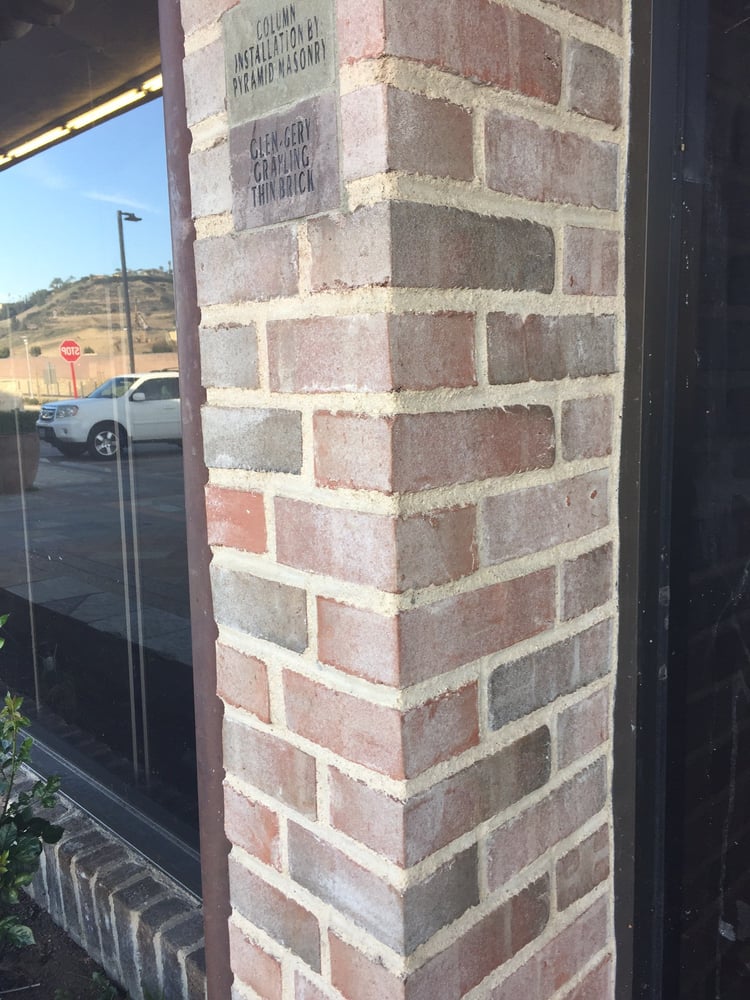 COLUMN
INSTALLATION BY:
PYRAMID MASONRY
GLEN-GERY
GRAYLING
THIN BRICK
STOP